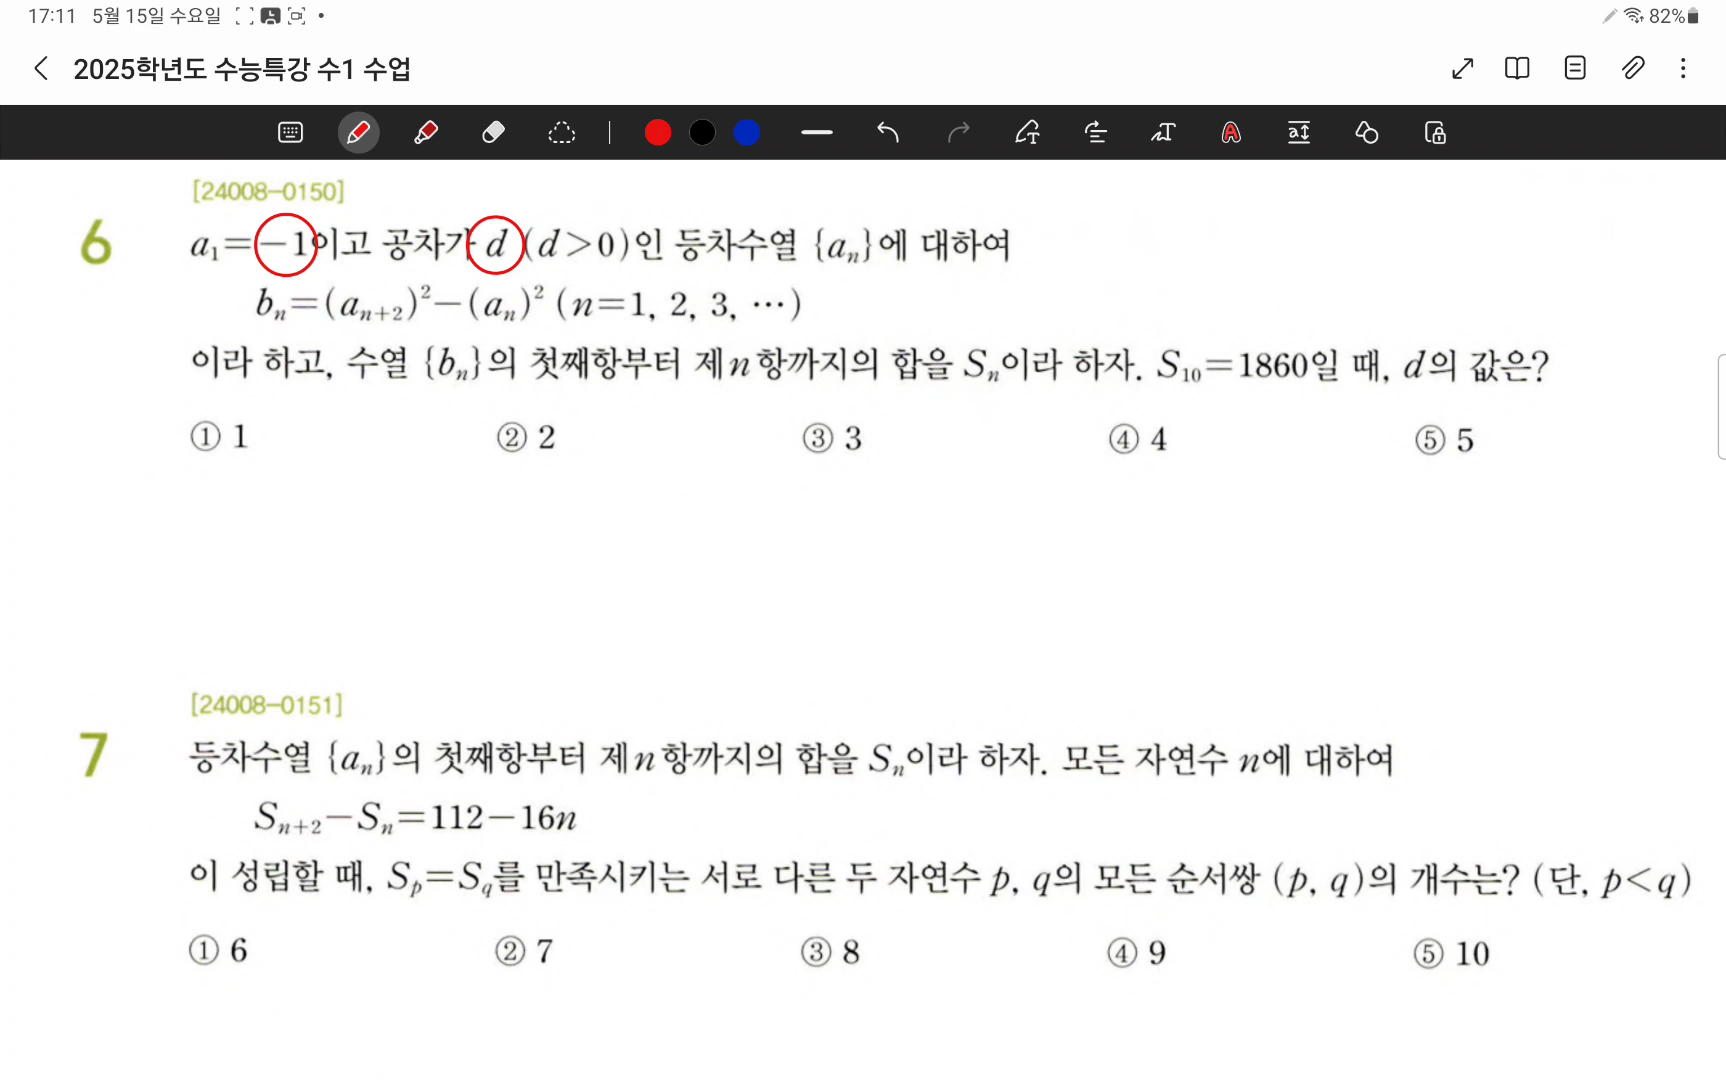 17:11 5월 15일 수요일 82%
2025학년도 수능특강 수1 수업
[24008-0150]
6 a₁=-1이고 공차가 d (d>0)인 등차수열 {aₙ}에 대하여
bₙ=(aₙ₊₂)²-(aₙ)² (n=1, 2, 3, ⋯)
이라 하고, 수열 {bₙ}의 첫째항부터 제n항까지의 합을 Sₙ이라 하자. S₁₀=1860일 때, d의 값은?
① 1 ② 2 ③ 3 ④ 4 ⑤ 5
[24008-0151]
7 등차수열 {aₙ}의 첫째항부터 제n항까지의 합을 Sₙ이라 하자. 모든 자연수 n에 대하여
Sₙ₊₂-Sₙ=112-16n
이 성립할 때, Sₚ=S_q를 만족시키는 서로 다른 두 자연수 p, q의 모든 순서쌍 (p, q)의 개수는? (단, p<q)
① 6 ② 7 ③ 8 ④ 9 ⑤ 10